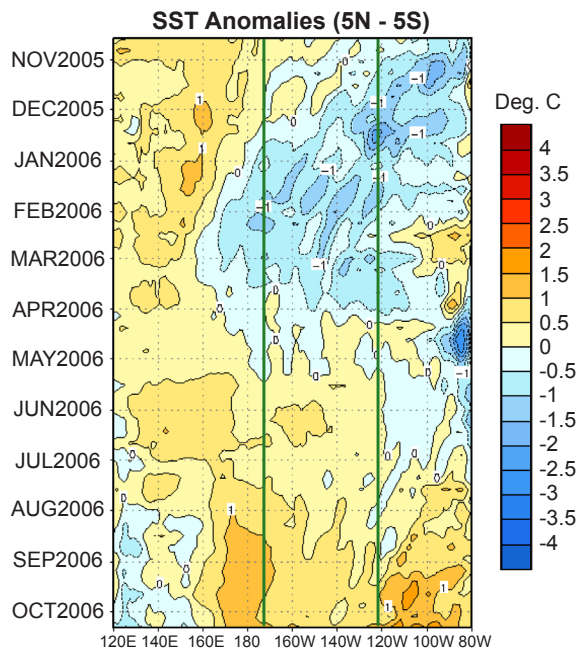 SST Anomalies (5N - 5S)
NOV2005
DEC2005
JAN2006
FEB2006
MAR2006
APR2006
MAY2006
JUN2006
JUL2006
AUG2006
SEP2006
OCT2006
120E 140E 160E 180 160W 140W 120W 100W 80W
Deg. C
4
3.5
3
2.5
2
1.5
1
0.5
0
-0.5
-1
-1.5
-2
-2.5
-3
-3.5
-4